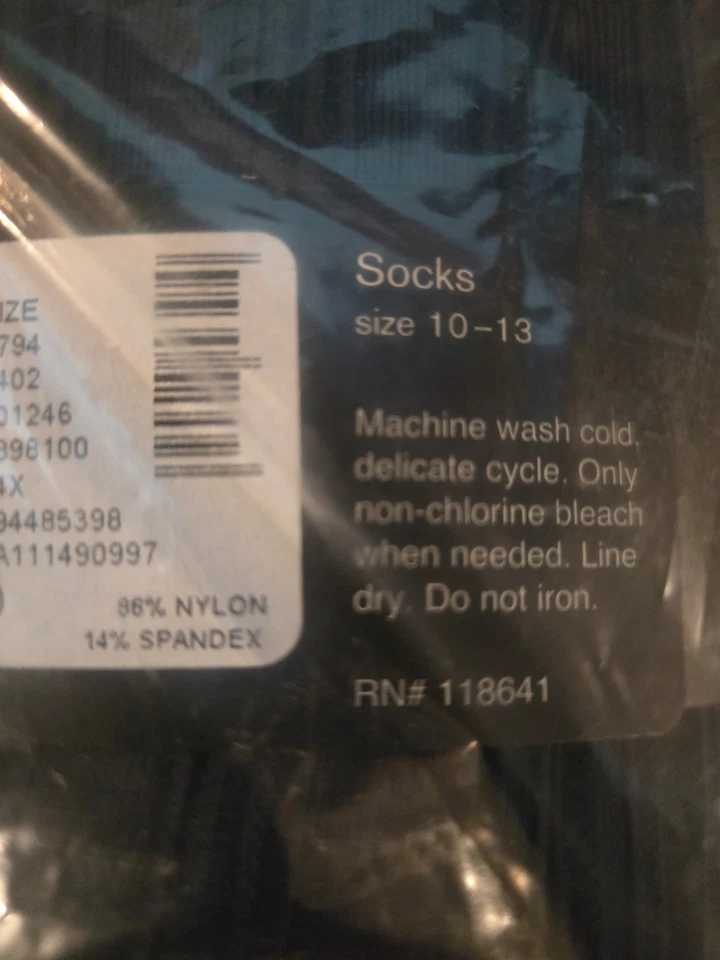 IZE
794
402
01246
898100
4X
94485398
A111490997
86% NYLON
14% SPANDEX
Socks
size 10-13
Machine wash cold,
delicate cycle. Only
non-chlorine bleach
when needed. Line
dry. Do not iron.
RN# 118641